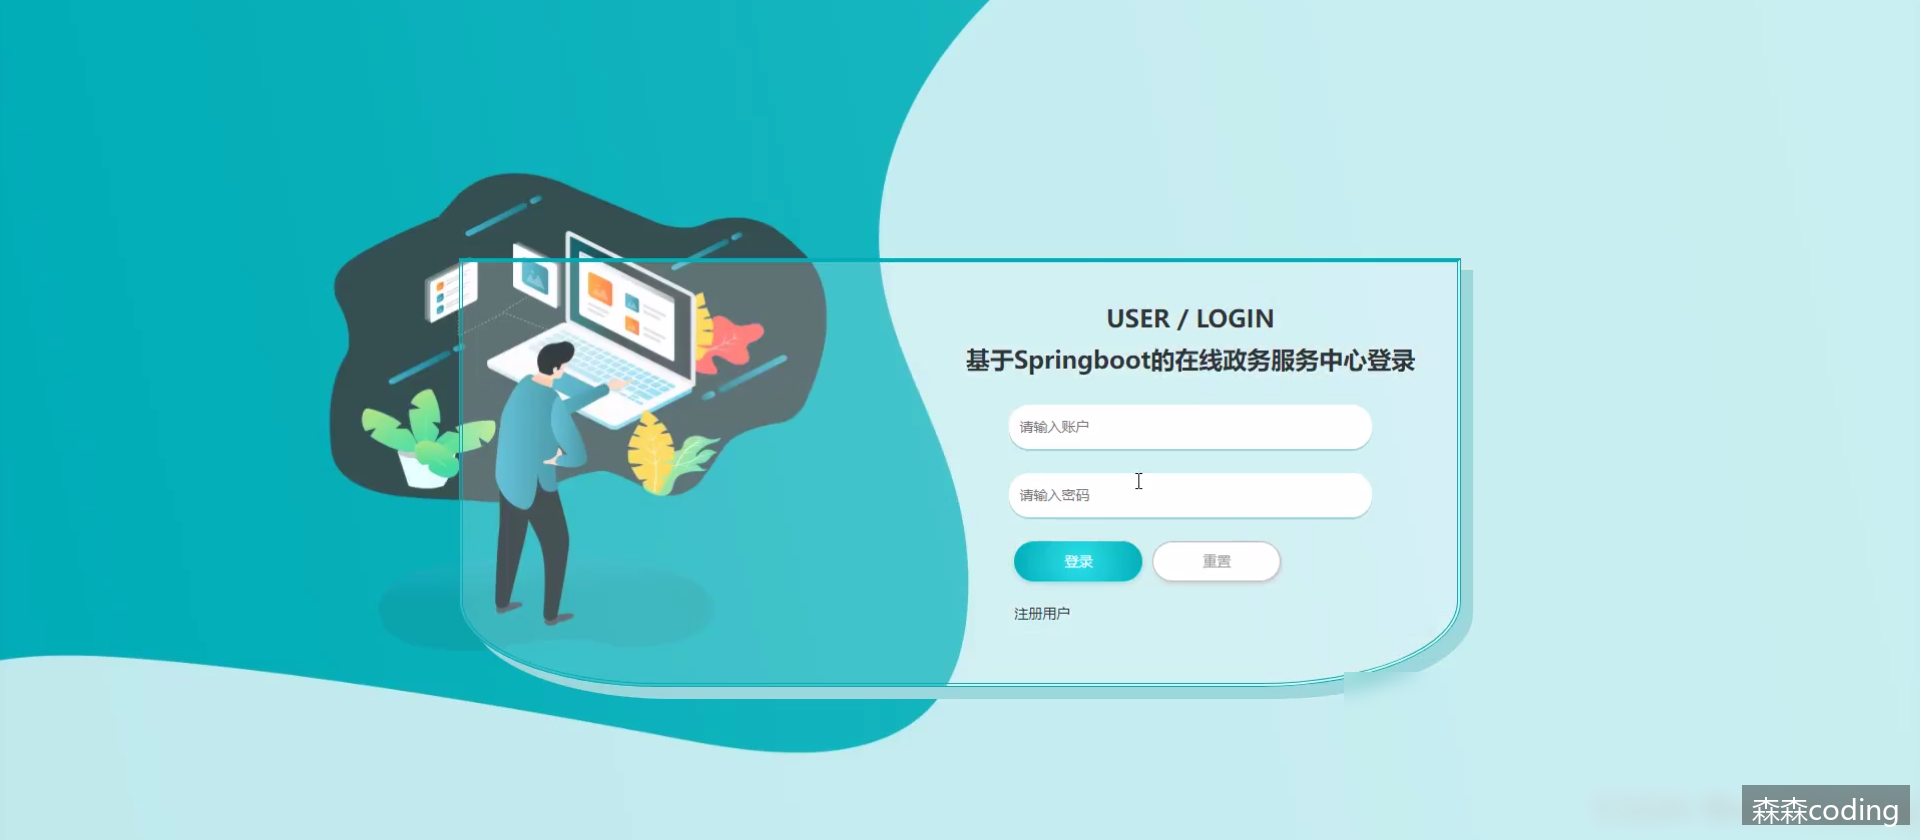 USER / LOGIN
基于Springboot的在线政务服务中心登录
请输入账户
请输入密码
登录
重置
注册用户
森森coding